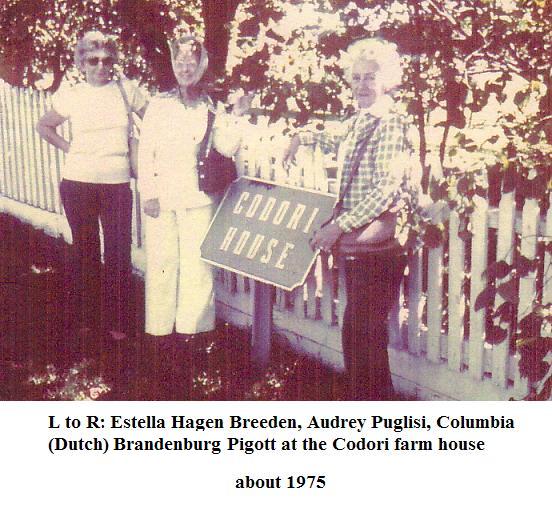 CODORI
HOUSE
L to R: Estella Hagen Breeden, Audrey Puglisi, Columbia
(Dutch) Brandenburg Pigott at the Codori farm house
about 1975